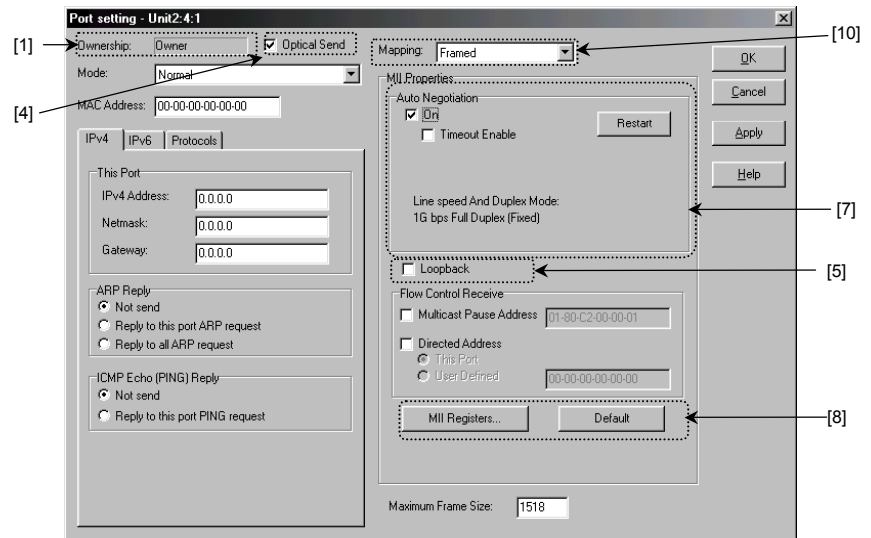 Port setting - Unit2:4:1
[1]
Ownership: Owner
Optical Send
Mapping: Framed
[10]
OK
Mode: Normal
[4]
MAC Address: 00-00-00-00-00-00
MII Properties
Auto Negotiation
On
Timeout Enable
Restart
Cancel
Apply
Help
IPv4 IPv6 Protocols
This Port
IPv4 Address: 0.0.0.0
Netmask: 0.0.0.0
Gateway: 0.0.0.0
Line speed And Duplex Mode:
1G bps Full Duplex (Fixed)
[7]
Loopback
[5]
ARP Reply
Not send
Reply to this port ARP request
Reply to all ARP request
Flow Control Receive
Multicast Pause Address 01-80-C2-00-00-01
Directed Address
This Port
User Defined 00-00-00-00-00-00
ICMP Echo (PING) Reply
Not send
Reply to this port PING request
MII Registers... Default
[8]
Maximum Frame Size: 1518